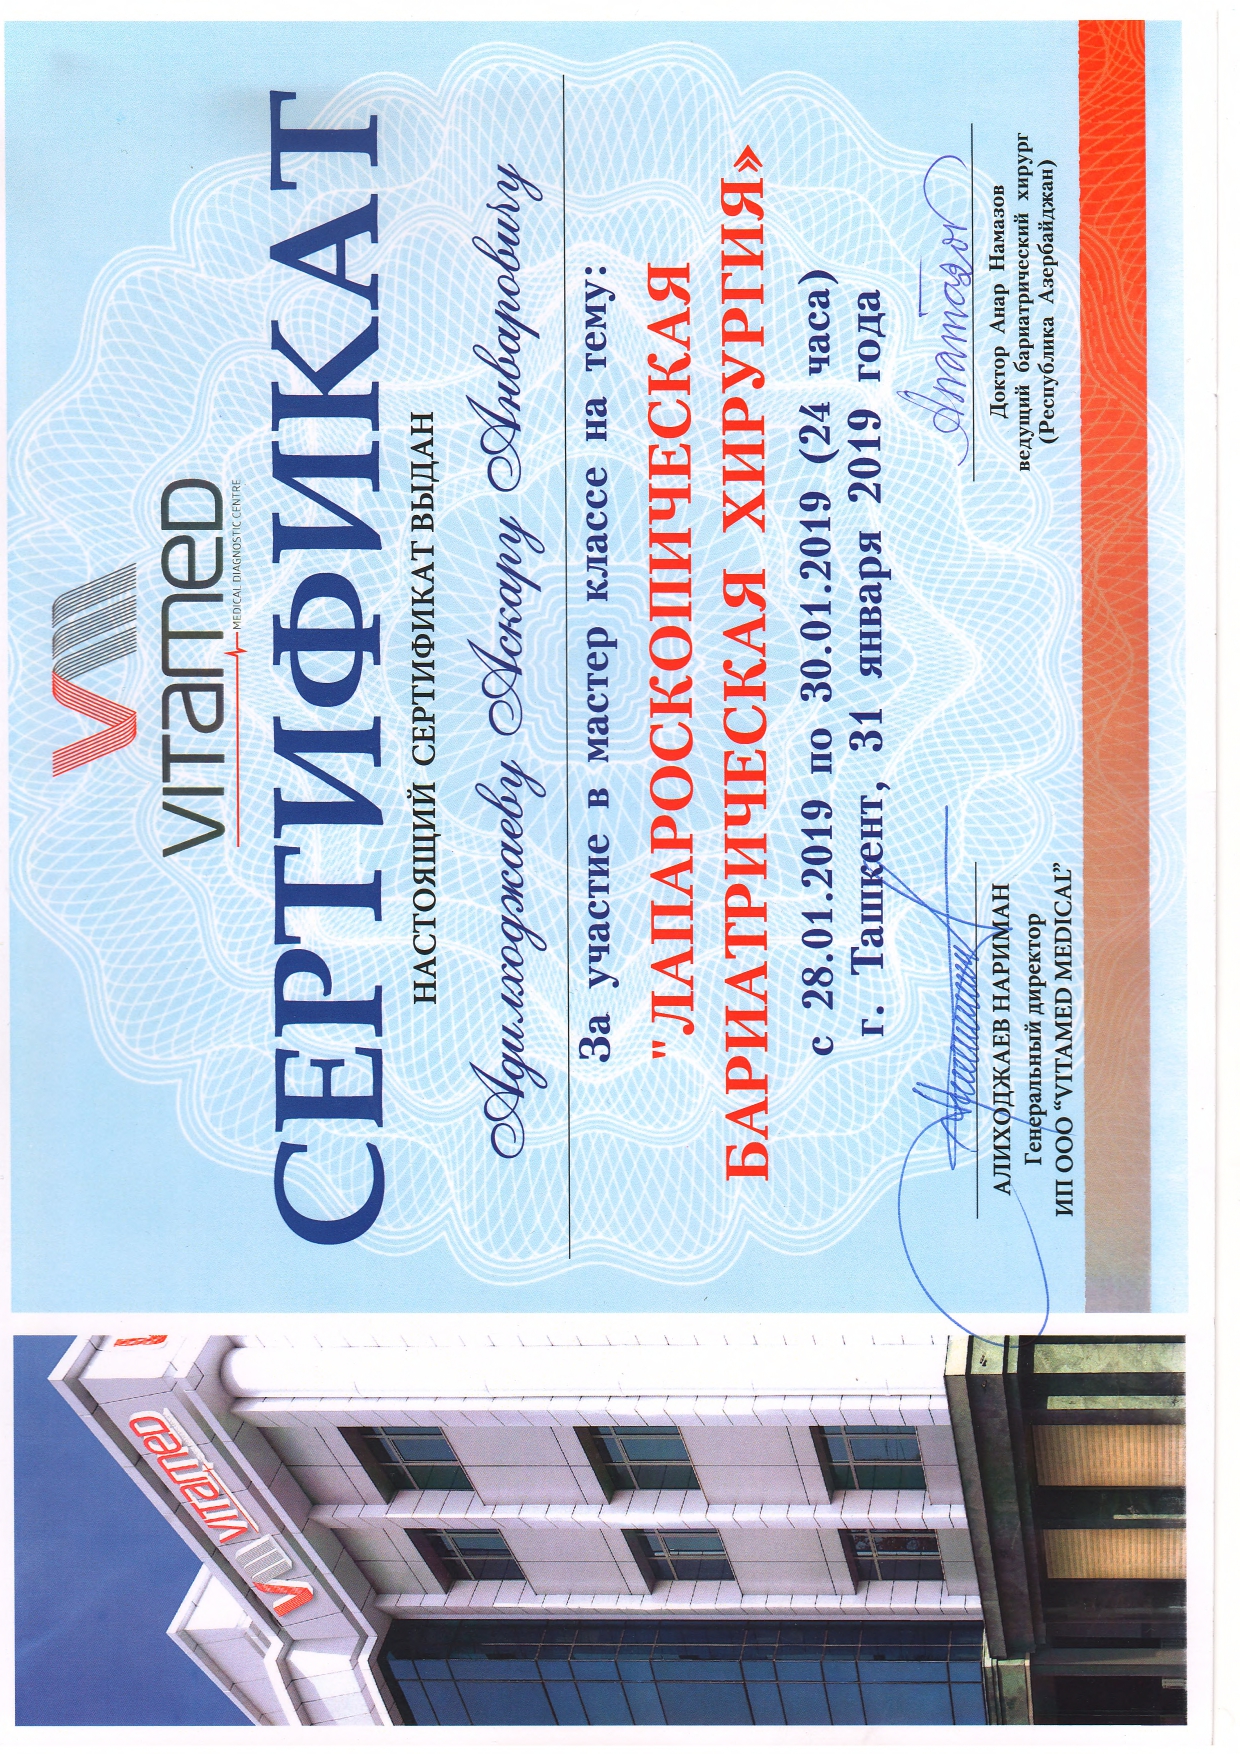 VITAMED
MEDICAL DIAGNOSTIC CENTRE
СЕРТИФИКАТ
НАСТОЯЩИЙ СЕРТИФИКАТ ВЫДАН
Адилходжаеву Аскару Анваровичу
За участие в мастер классе на тему:
"ЛАПАРОСКОПИЧЕСКАЯ
БАРИАТРИЧЕСКАЯ ХИРУРГИЯ»
с 28.01.2019 по 30.01.2019 (24 часа)
г. Ташкент, 31 января 2019 года
АЛИХОДЖАЕВ НАРИМАН
Генеральный директор
ИП ООО “VITAMED MEDICAL”
Доктор Анар Намазов
ведущий бариатрический хирург
(Республика Азербайджан)
VITAMED